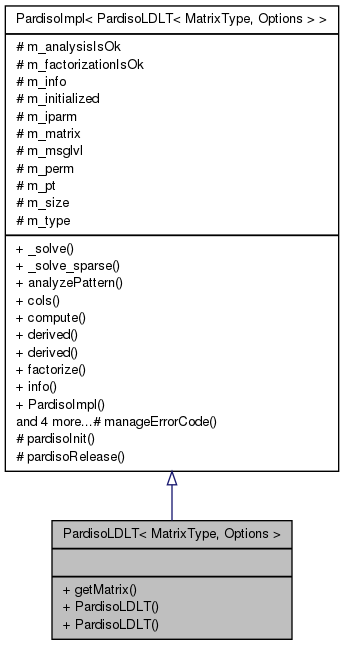 PardisoImpl< PardisoLDLT< MatrixType, Options > >
# m_analysisIsOk
# m_factorizationIsOk
# m_info
# m_initialized
# m_iparm
# m_matrix
# m_msglvl
# m_perm
# m_pt
# m_size
# m_type
+ _solve()
+ _solve_sparse()
+ analyzePattern()
+ cols()
+ compute()
+ derived()
+ derived()
+ factorize()
+ info()
+ PardisoImpl()
and 4 more...# manageErrorCode()
# pardisoInit()
# pardisoRelease()
PardisoLDLT< MatrixType, Options >
+ getMatrix()
+ PardisoLDLT()
+ PardisoLDLT()